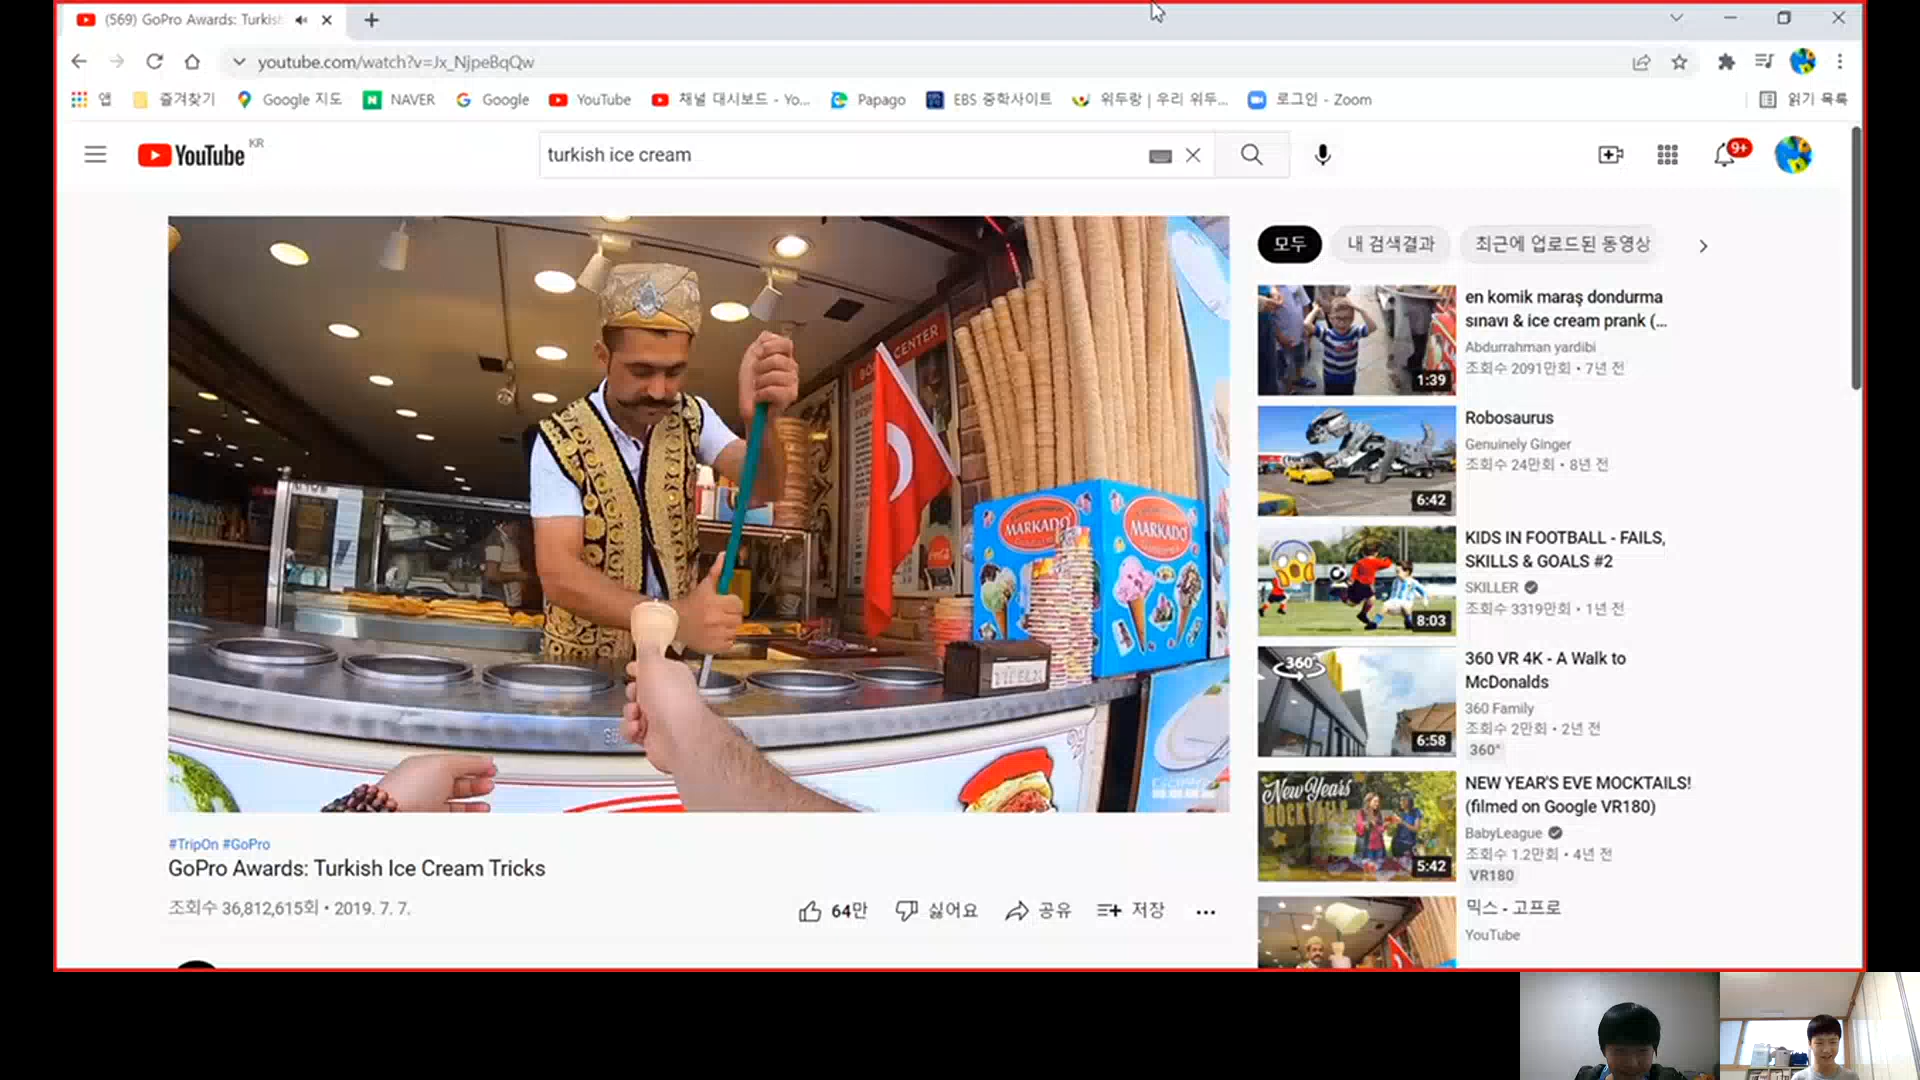 (569) GoPro Awards: Turkish
youtube.com/watch?v=Jx_NjpeBqQw
앱
즐겨찾기
Google 지도
NAVER
Google
YouTube
채널 대시보드 - Yo...
Papago
EBS 중학사이트
위두랑 | 우리 위두...
로그인 - Zoom
읽기 목록
YouTube KR
turkish ice cream
9+
모두
내 검색결과
최근에 업로드된 동영상
CENTER
MARKADO
MARKADO
en komik maraş dondurma
sınavı & ice cream prank (...
Abdurrahman yardibi
조회수 2091만회 • 7년 전
1:39
Robosaurus
Genuinely Ginger
조회수 24만회 • 8년 전
6:42
KIDS IN FOOTBALL - FAILS,
SKILLS & GOALS #2
SKILLER
조회수 3319만회 • 1년 전
8:03
360 VR 4K - A Walk to
McDonalds
360 Family
조회수 2만회 • 2년 전
360°
360°
6:58
NEW YEAR'S EVE MOCKTAILS!
(filmed on Google VR180)
BabyLeague
조회수 1.2만회 • 4년 전
VR180
New Years
MOCKTAILS
5:42
믹스 - 고프로
YouTube
#TripOn #GoPro
GoPro Awards: Turkish Ice Cream Tricks
조회수 36,812,615회 • 2019. 7. 7.
64만
싫어요
공유
저장